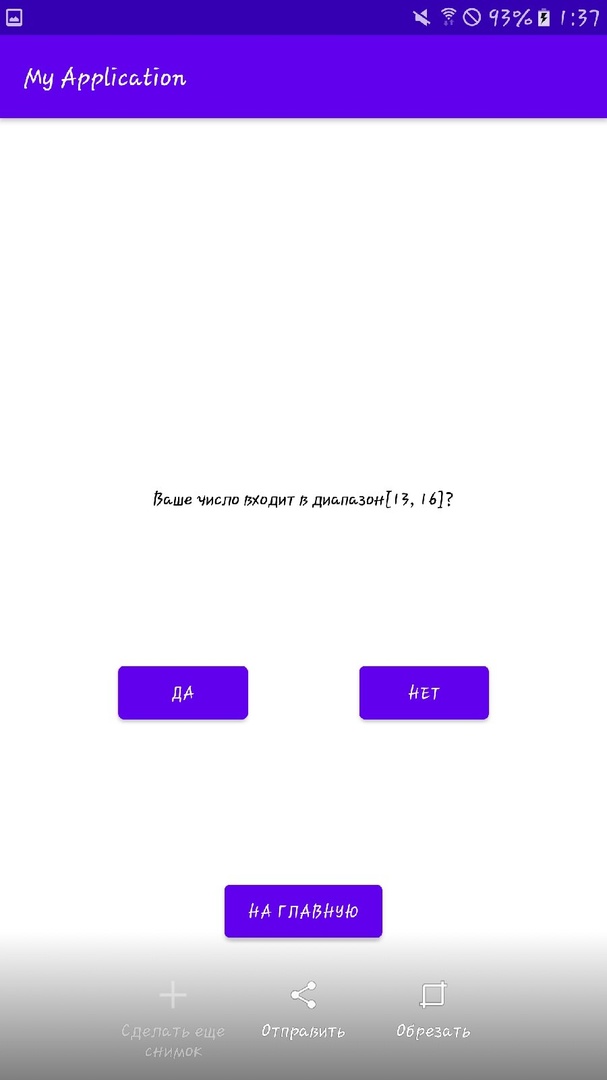 93% 1:37
My Application
Ваше число входит в диапазон[13, 16]?
ДА
НЕТ
НА ГЛАВНУЮ
Сделать еще
снимок
Отправить
Обрезать